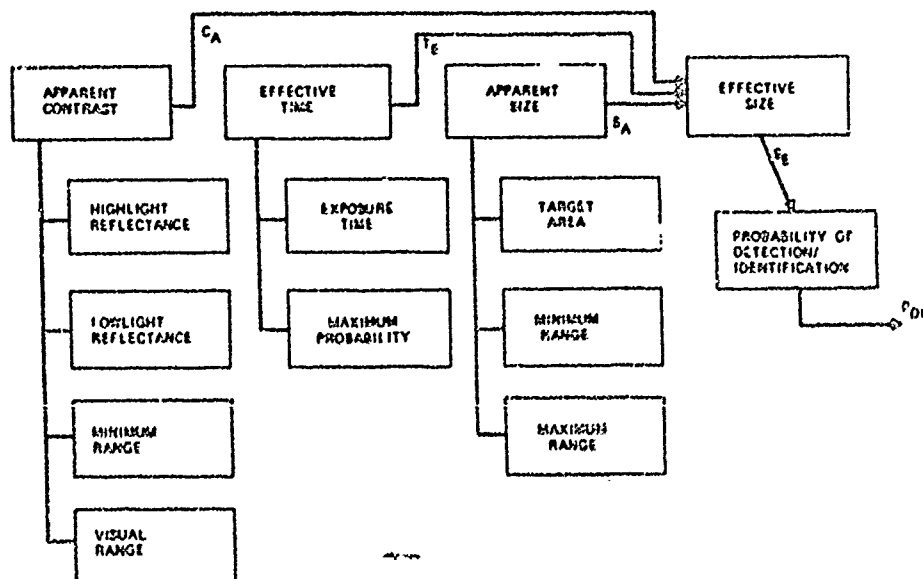 C_A
T_E
APPARENT
CONTRAST
EFFECTIVE
TIME
APPARENT
SIZE
EFFECTIVE
SIZE
S_A
S_E
HIGHLIGHT
REFLECTANCE
EXPOSURE
TIME
TARGET
AREA
PROBABILITY OF
DETECTION/
IDENTIFICATION
LOWLIGHT
REFLECTANCE
MAXIMUM
PROBABILITY
MINIMUM
RANGE
MINIMUM
RANGE
MAXIMUM
RANGE
VISUAL
RANGE